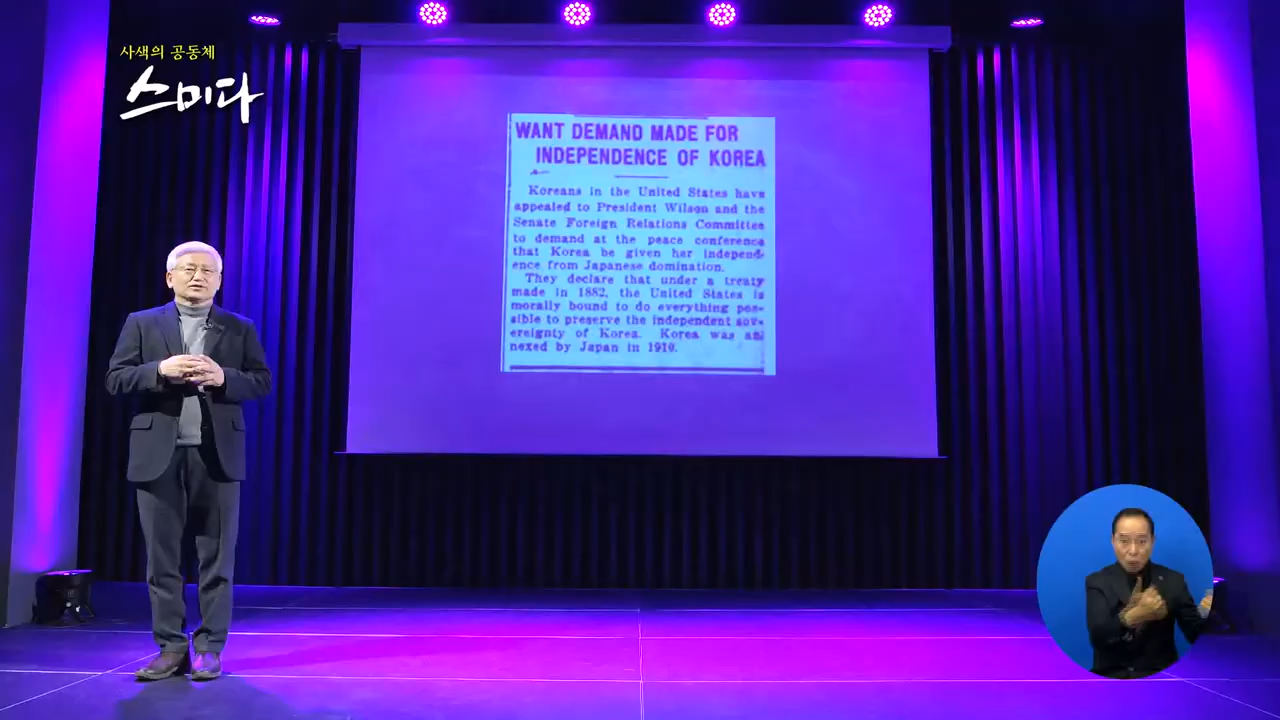 사색의 공동체
스미다
WANT DEMAND MADE FOR
INDEPENDENCE OF KOREA
Koreans in the United States have
appealed to President Wilson and the
Senate Foreign Relations Committee
to demand at the peace conference
that Korea be given her independ-
ence from Japanese domination.
They declare that under a treaty
made in 1882, the United States is
morally bound to do everything pos-
sible to preserve the independent sov-
ereignty of Korea. Korea was an-
nexed by Japan in 1910.